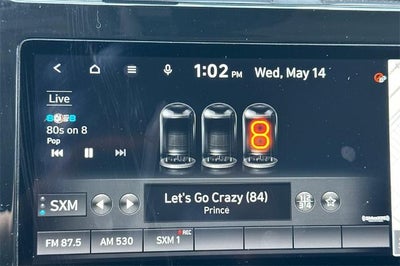 1:02 PM Wed, May 14
Live
80s on 8
Pop
8
SXM
Let's Go Crazy (84)
Prince
REC
FM 87.5 AM 530 SXM 1